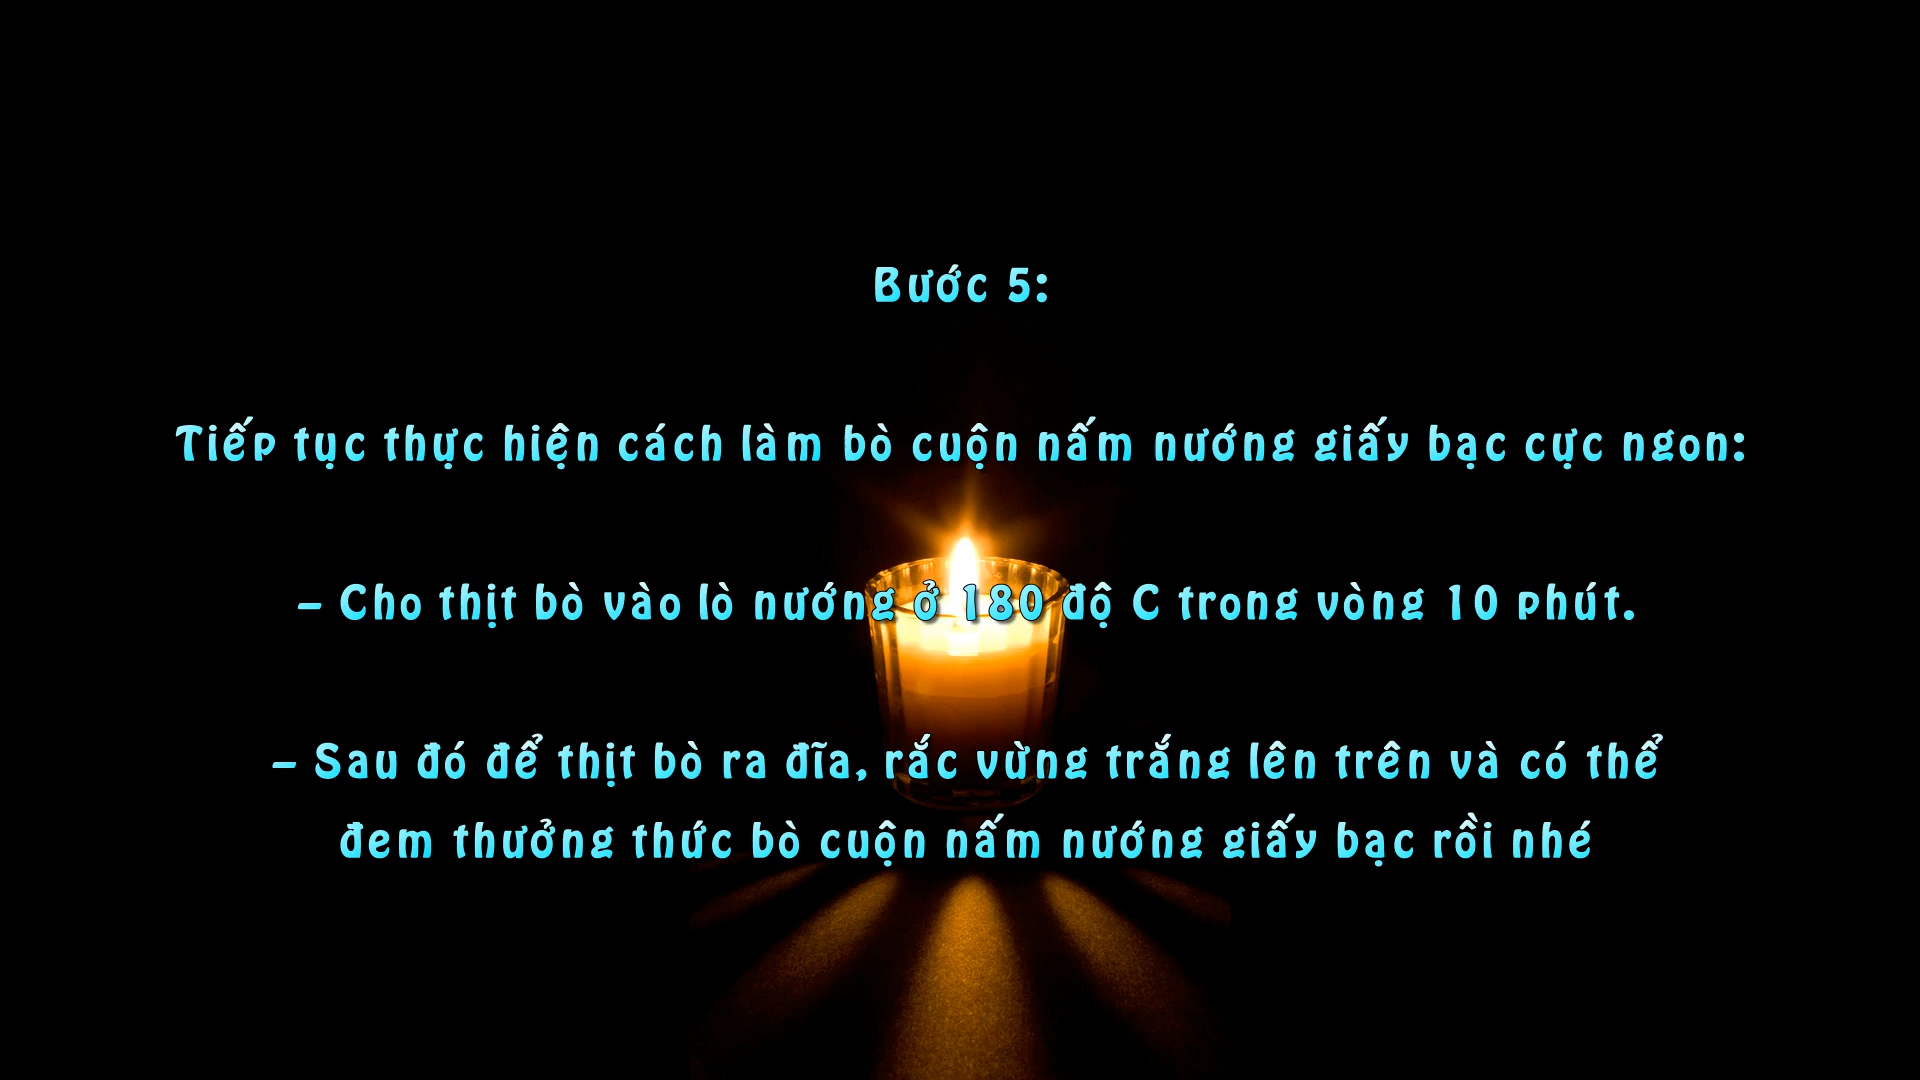 Bước 5:
Tiếp tục thực hiện cách làm bò cuộn nấm nướng giấy bạc cực ngon:
– Cho thịt bò vào lò nướng ở 180 độ C trong vòng 10 phút.
– Sau đó để thịt bò ra đĩa, rắc vừng trắng lên trên và có thể
đem thưởng thức bò cuộn nấm nướng giấy bạc rồi nhé